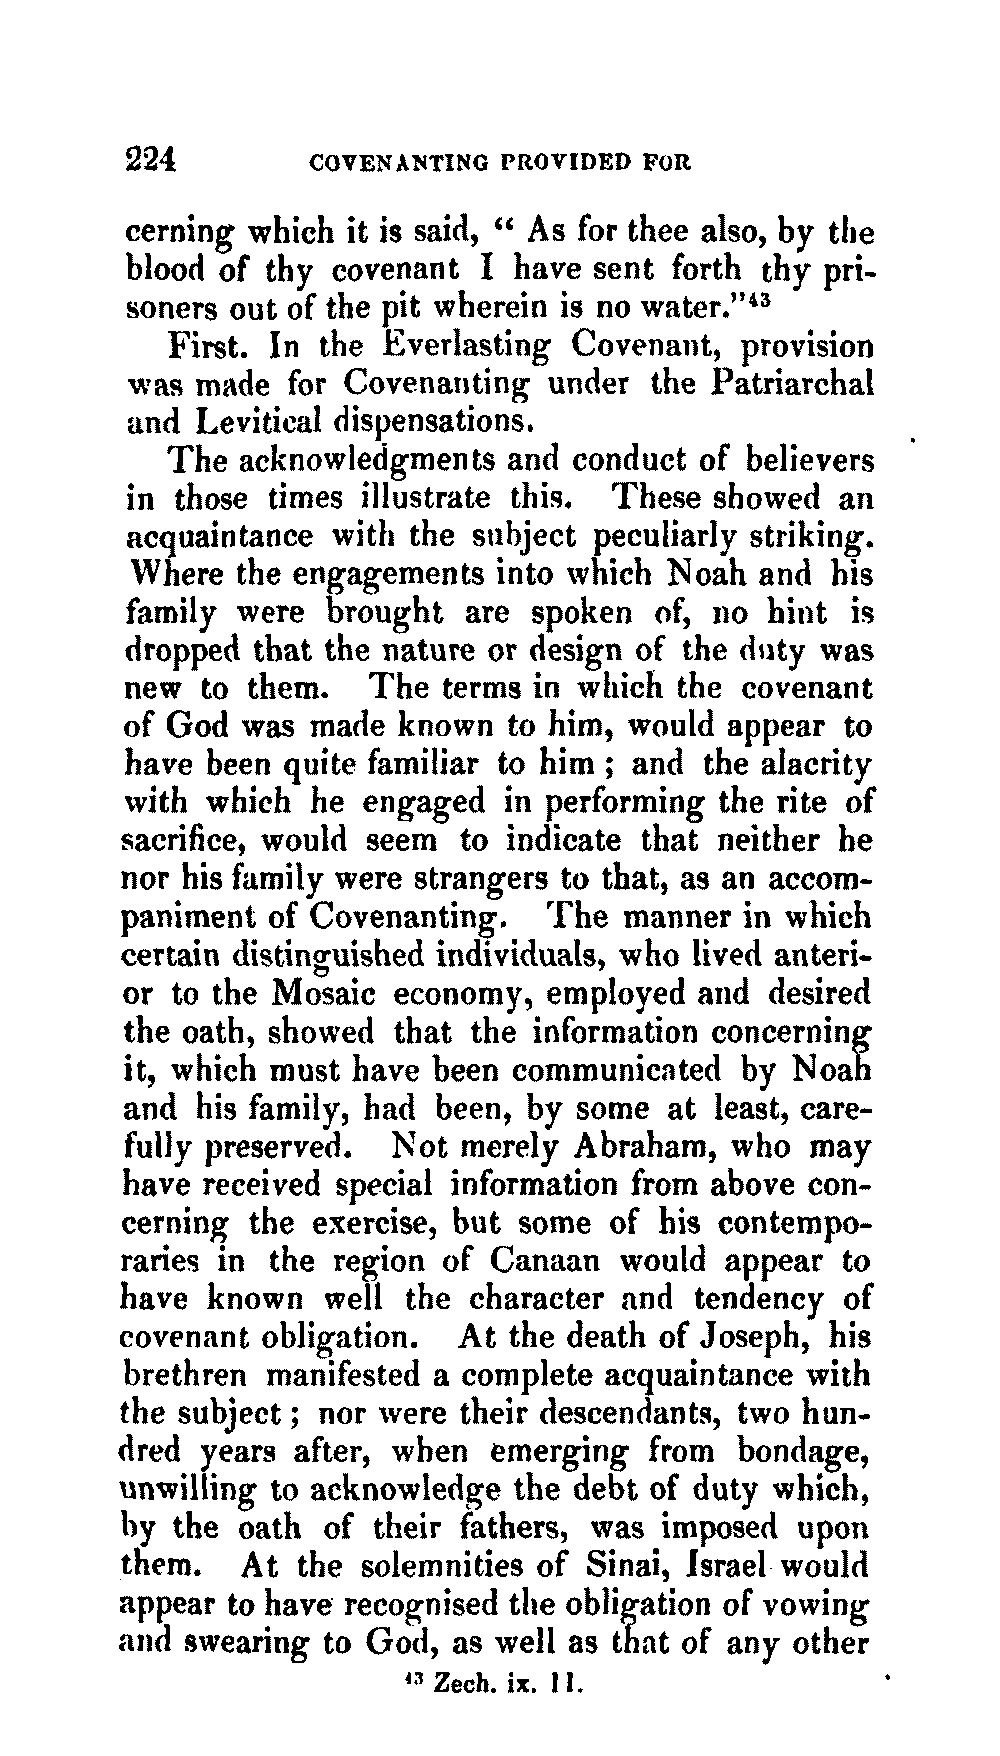 224 COVENANTING PROVIDED FOR
cerning which it is said, “ As for thee also, by the
blood of thy covenant I have sent forth thy pri-
soners out of the pit wherein is no water.”43
First. In the Everlasting Covenant, provision
was made for Covenanting under the Patriarchal
and Levitical dispensations.
The acknowledgments and conduct of believers
in those times illustrate this. These showed an
acquaintance with the subject peculiarly striking.
Where the engagements into which Noah and his
family were brought are spoken of, no hint is
dropped that the nature or design of the duty was
new to them. The terms in which the covenant
of God was made known to him, would appear to
have been quite familiar to him ; and the alacrity
with which he engaged in performing the rite of
sacrifice, would seem to indicate that neither he
nor his family were strangers to that, as an accom-
paniment of Covenanting. The manner in which
certain distinguished individuals, who lived anteri-
or to the Mosaic economy, employed and desired
the oath, showed that the information concerning
it, which must have been communicated by Noah
and his family, had been, by some at least, care-
fully preserved. Not merely Abraham, who may
have received special information from above con-
cerning the exercise, but some of his contempo-
raries in the region of Canaan would appear to
have known well the character and tendency of
covenant obligation. At the death of Joseph, his
brethren manifested a complete acquaintance with
the subject ; nor were their descendants, two hun-
dred years after, when emerging from bondage,
unwilling to acknowledge the debt of duty which,
by the oath of their fathers, was imposed upon
them. At the solemnities of Sinai, Israel would
appear to have recognised the obligation of vowing
and swearing to God, as well as that of any other
43 Zech. ix. 11.